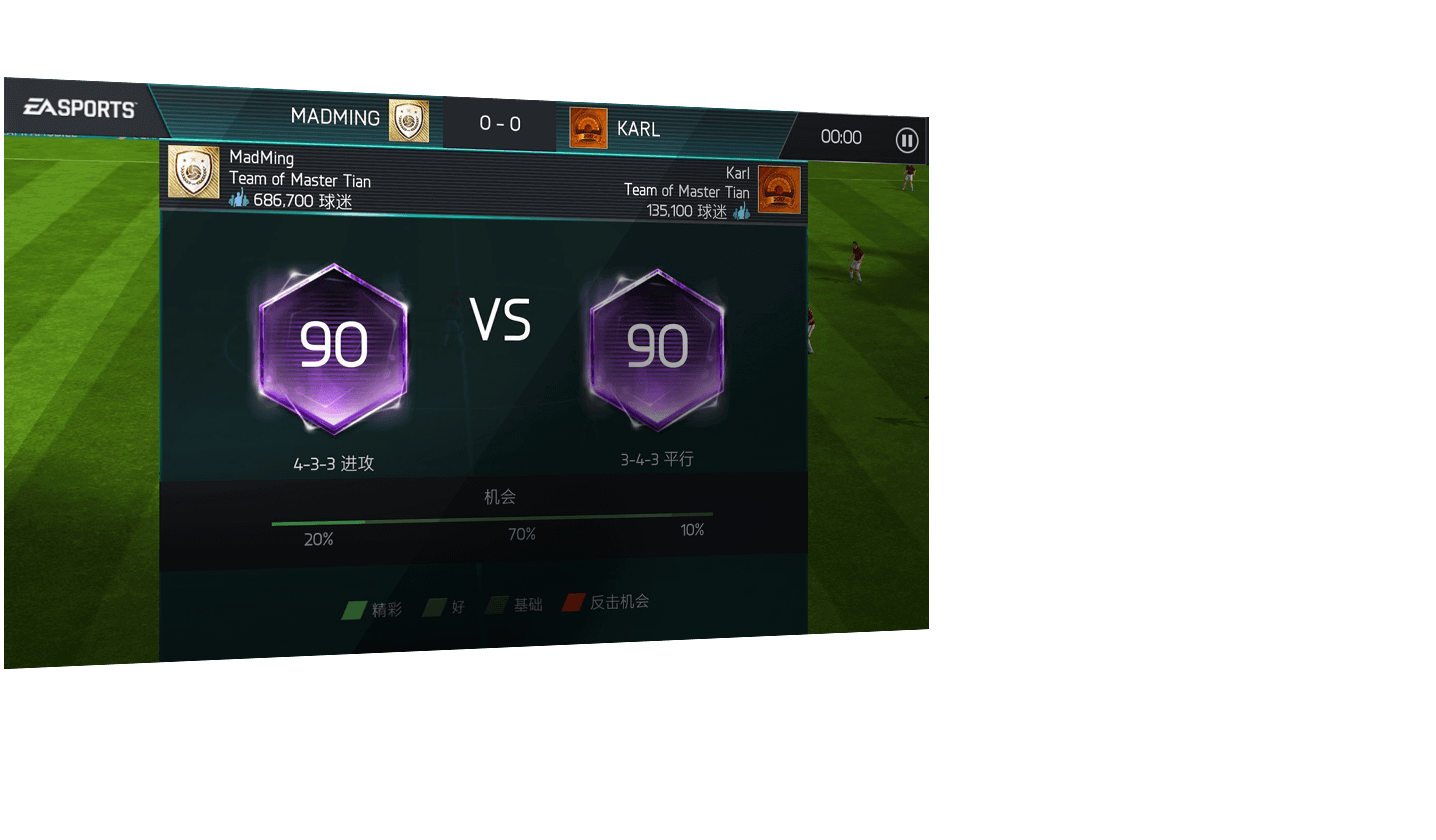 EA SPORTS
MADMING 0 - 0 KARL 00:00
MadMing
Team of Master Tian
686,700 球迷
Karl
Team of Master Tian
135,100 球迷
90 VS 90
4-3-3 进攻
3-4-3 平行
机会
20% 70% 10%
精彩 好 基础 反击机会